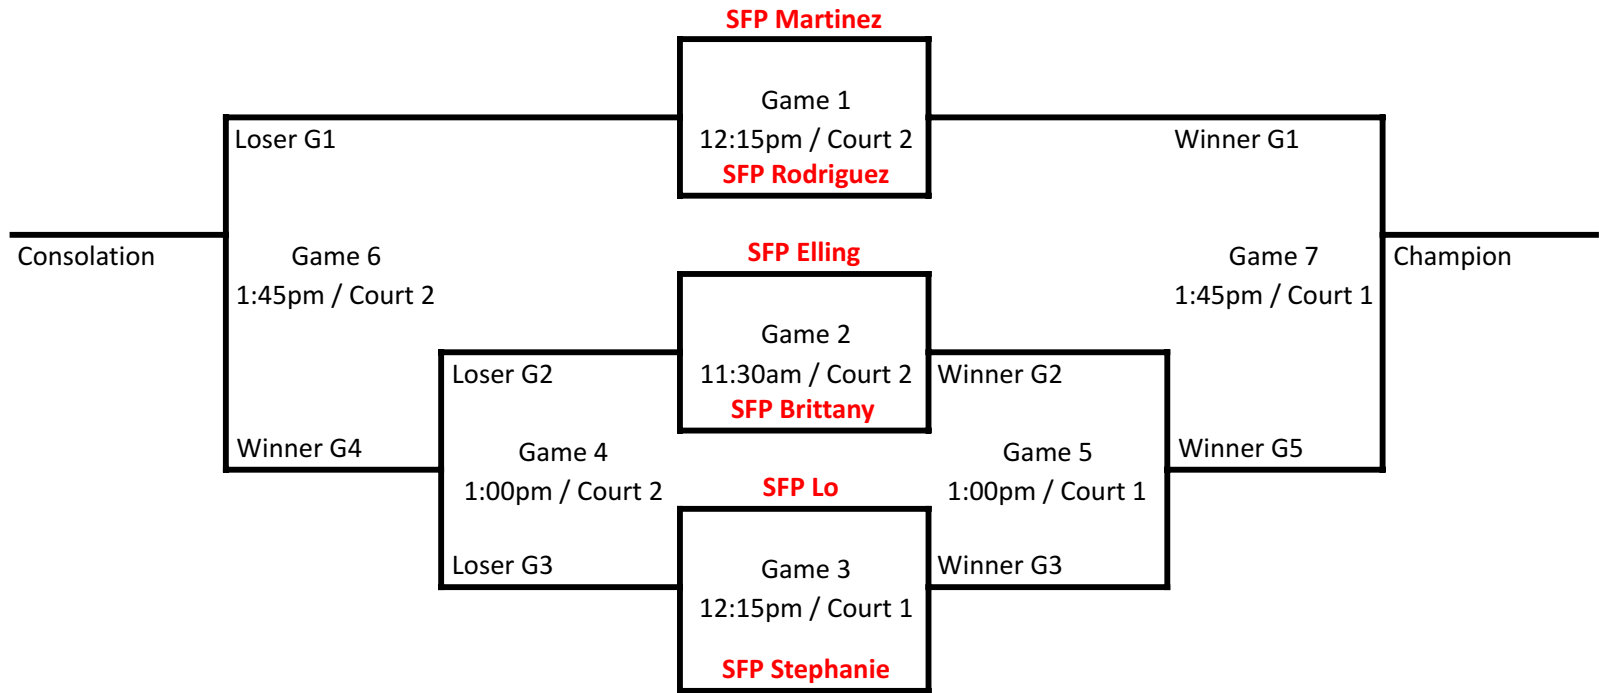 SFP Martinez
Game 1
12:15pm / Court 2
SFP Rodriguez
Loser G1
Winner G1
Consolation
Game 6
1:45pm / Court 2
SFP Elling
Game 7
1:45pm / Court 1
Champion
Game 2
11:30am / Court 2
SFP Brittany
Loser G2
Winner G2
Winner G4
Game 4
1:00pm / Court 2
Game 5
1:00pm / Court 1
Winner G5
SFP Lo
Loser G3
Game 3
12:15pm / Court 1
Winner G3
SFP Stephanie